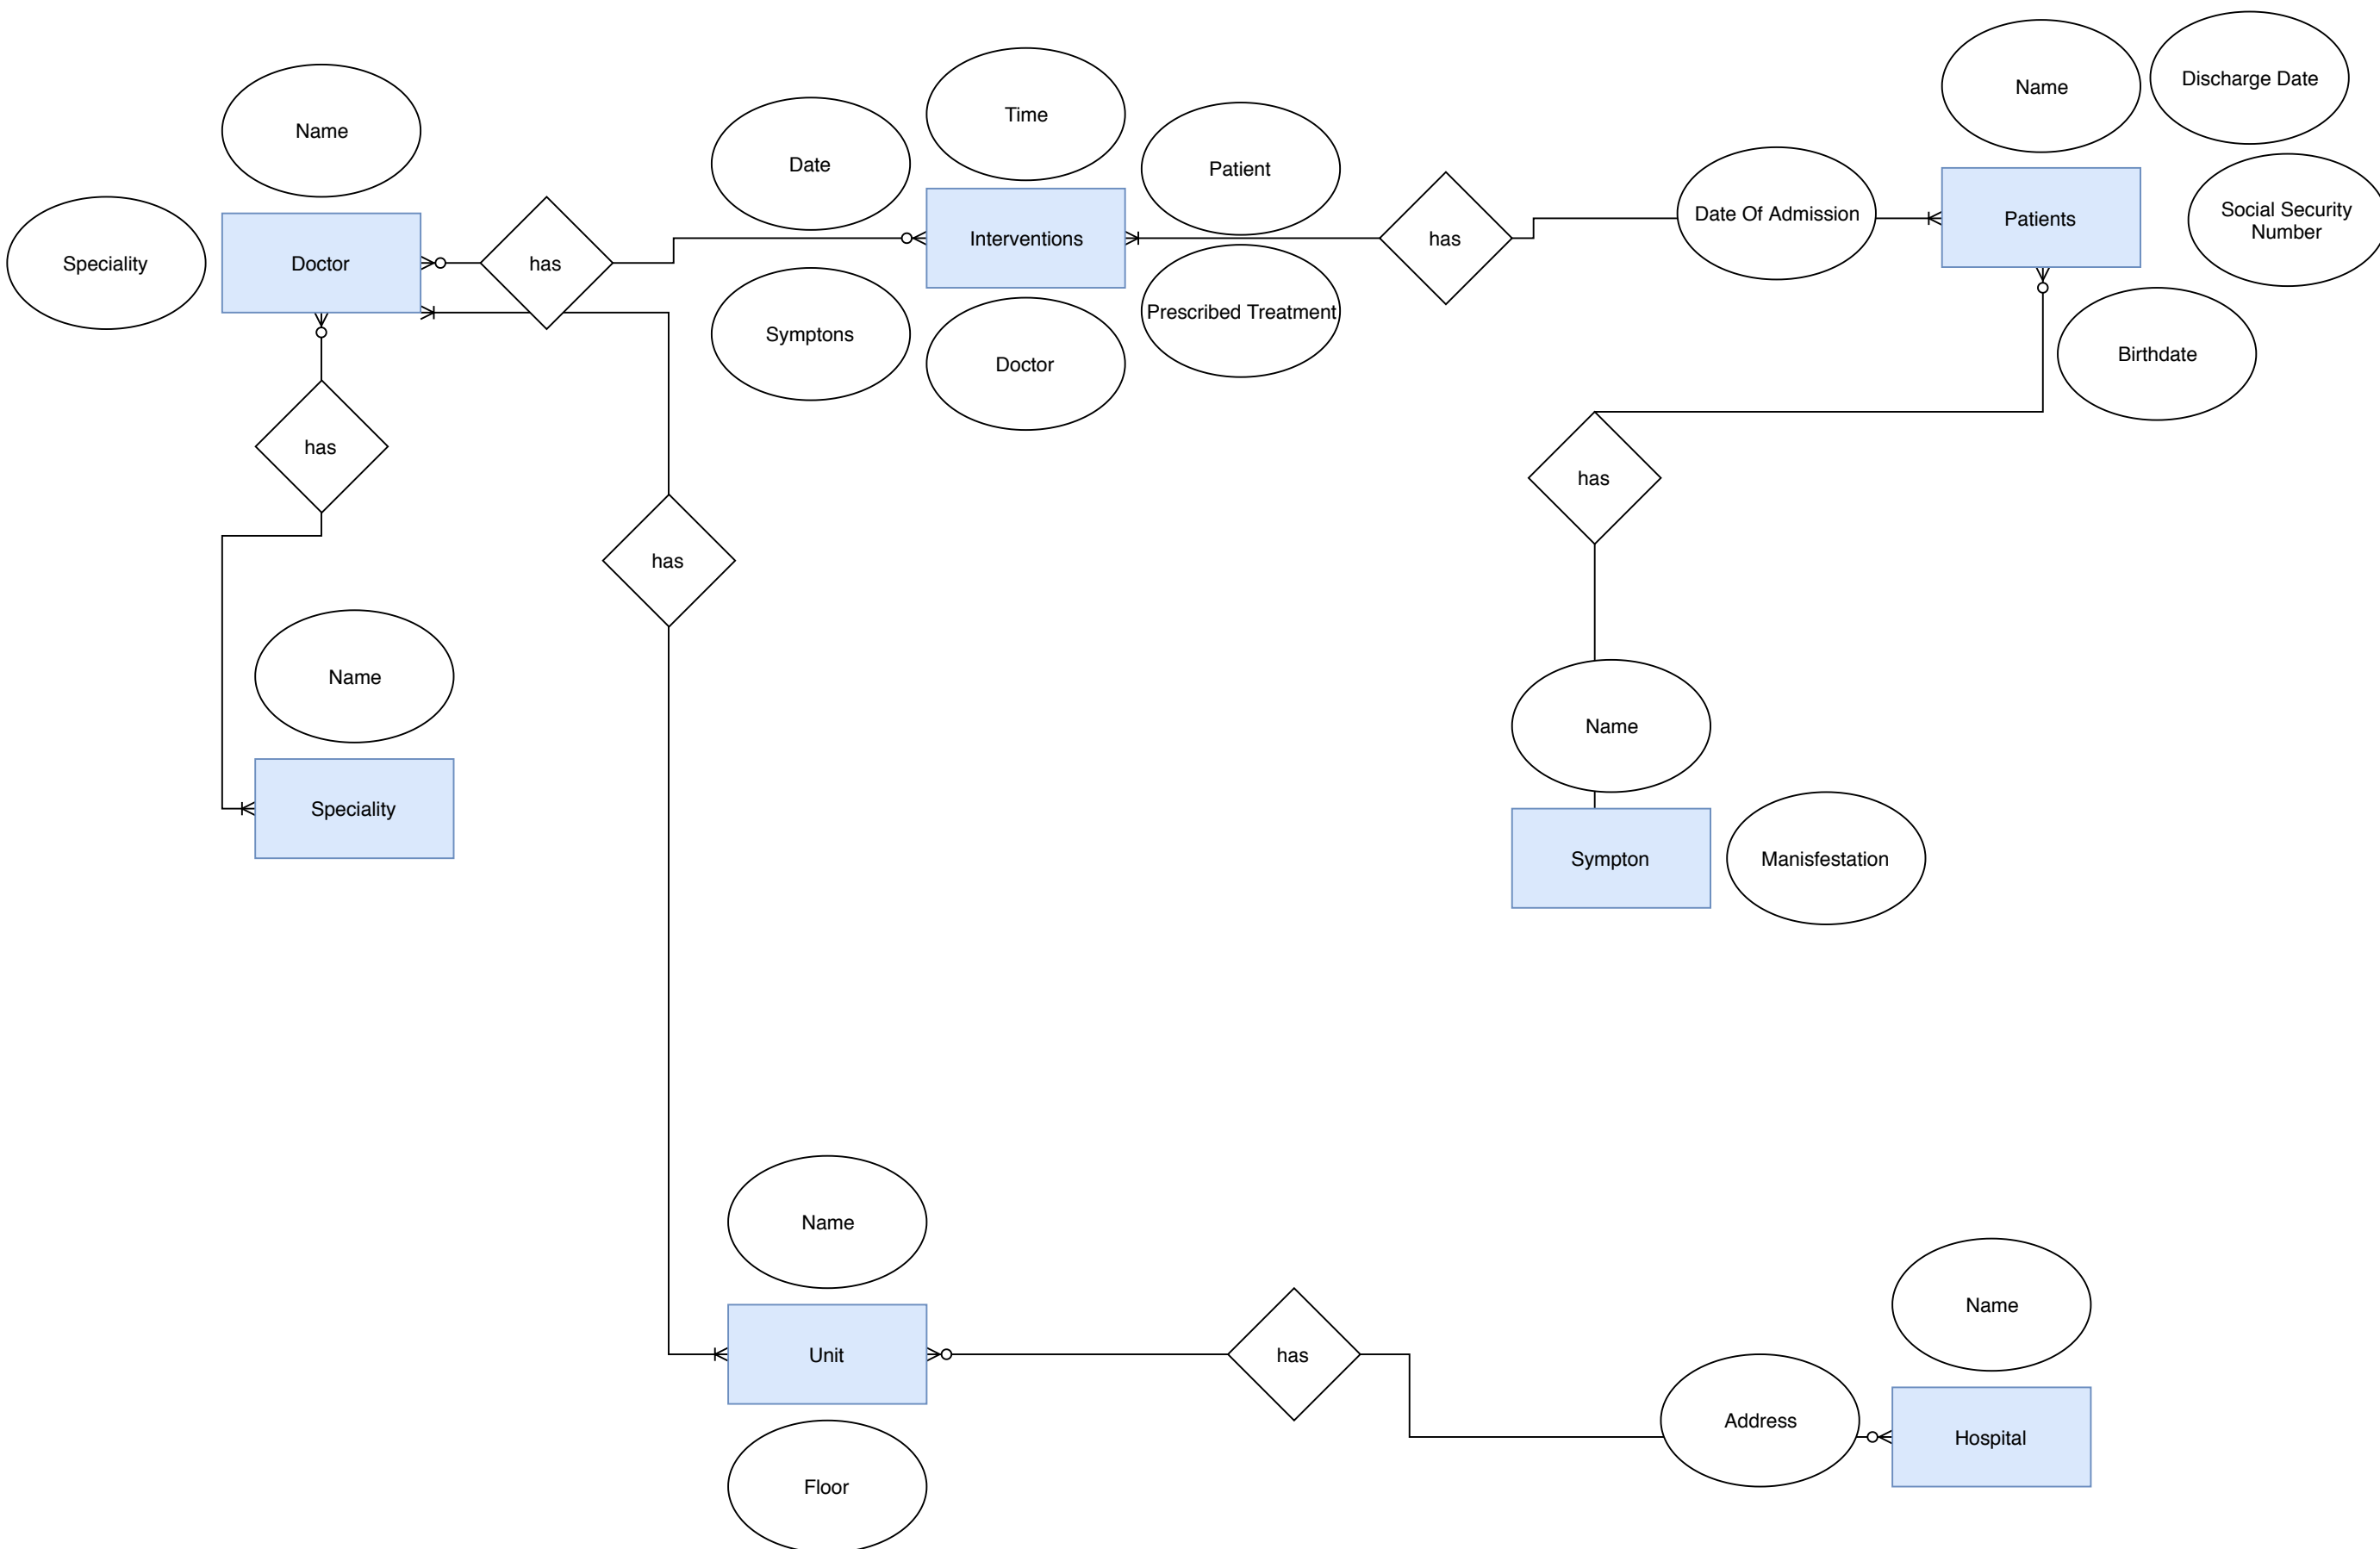 Name
Discharge Date
Time
Name
Date
Patient
Date Of Admission
Social Security
Number
Patients
Speciality
Doctor
has
Interventions
has
Symptons
Doctor
Prescribed Treatment
Birthdate
has
has
has
Name
Name
Speciality
Sympton
Manisfestation
Name
Name
Unit
has
Address
Hospital
Floor